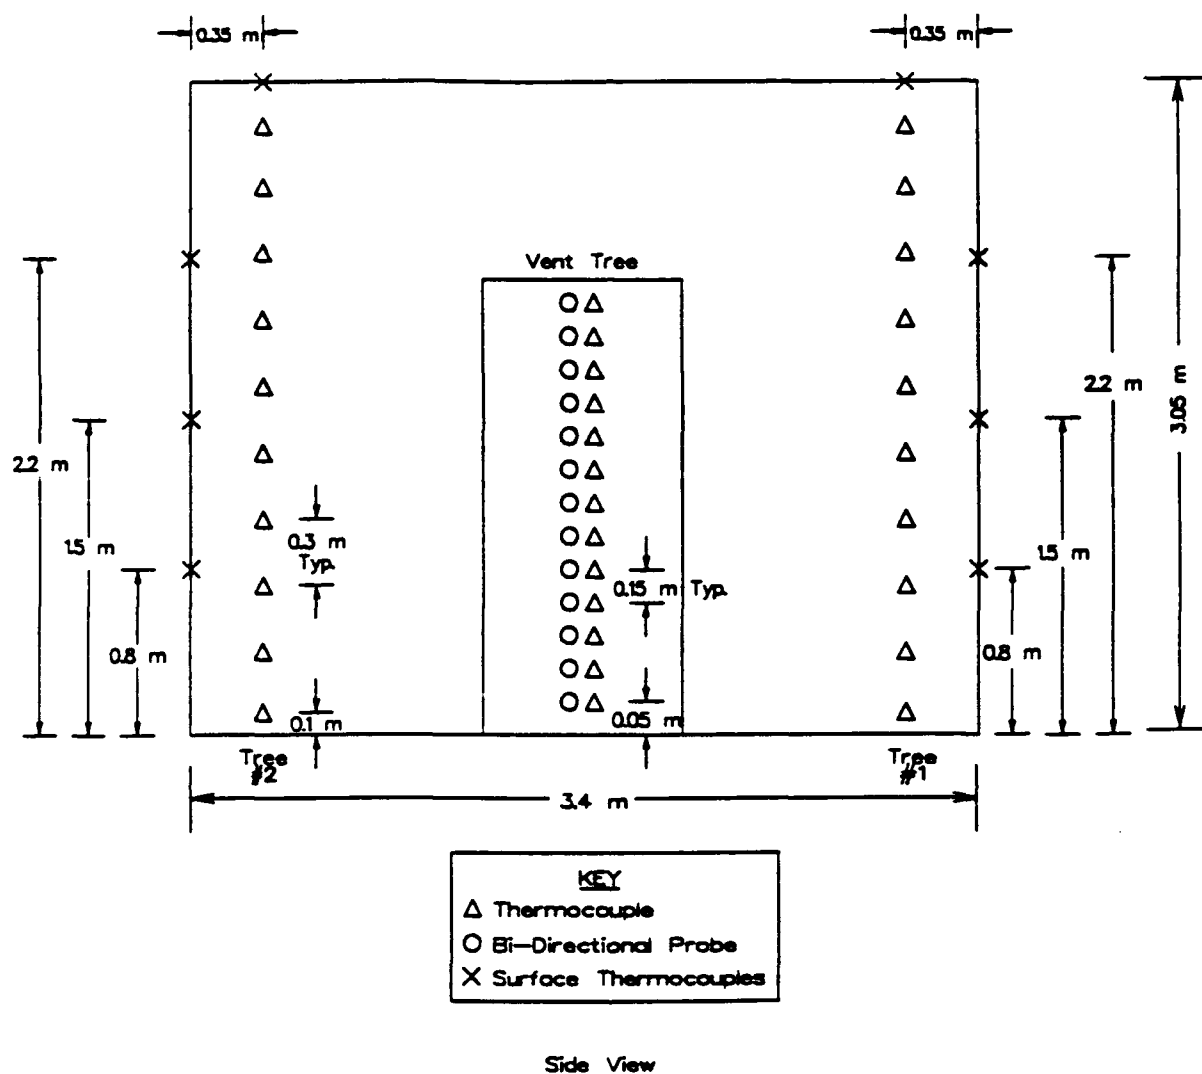 0.35 m
0.35 m
Vent Tree
2.2 m
3.05 m
2.2 m
0.3 m
Typ.
1.5 m
1.5 m
0.15 m Typ.
0.8 m
0.8 m
0.1 m
0.05 m
Tree
#2
Tree
#1
3.4 m
KEY
Thermocouple
Bi-Directional Probe
Surface Thermocouples
Side View